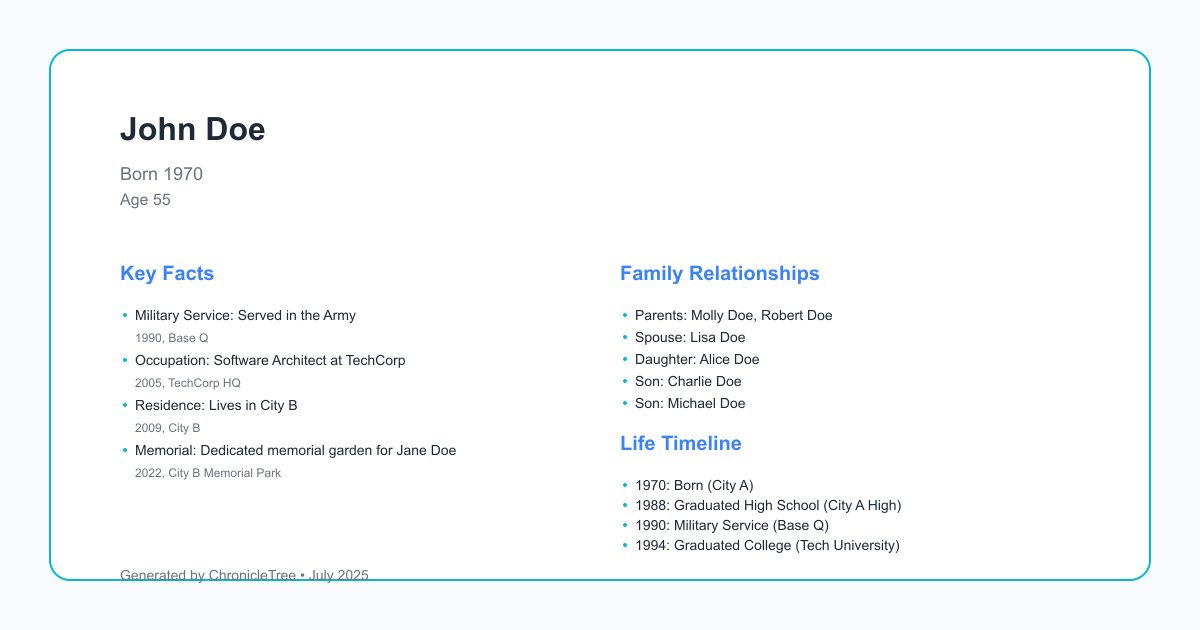 John Doe
Born 1970
Age 55
Key Facts
• Military Service: Served in the Army
1990, Base Q
• Occupation: Software Architect at TechCorp
2005, TechCorp HQ
• Residence: Lives in City B
2009, City B
• Memorial: Dedicated memorial garden for Jane Doe
2022, City B Memorial Park
Family Relationships
• Parents: Molly Doe, Robert Doe
• Spouse: Lisa Doe
• Daughter: Alice Doe
• Son: Charlie Doe
• Son: Michael Doe
Life Timeline
• 1970: Born (City A)
• 1988: Graduated High School (City A High)
• 1990: Military Service (Base Q)
• 1994: Graduated College (Tech University)
Generated by ChronicleTree • July 2025